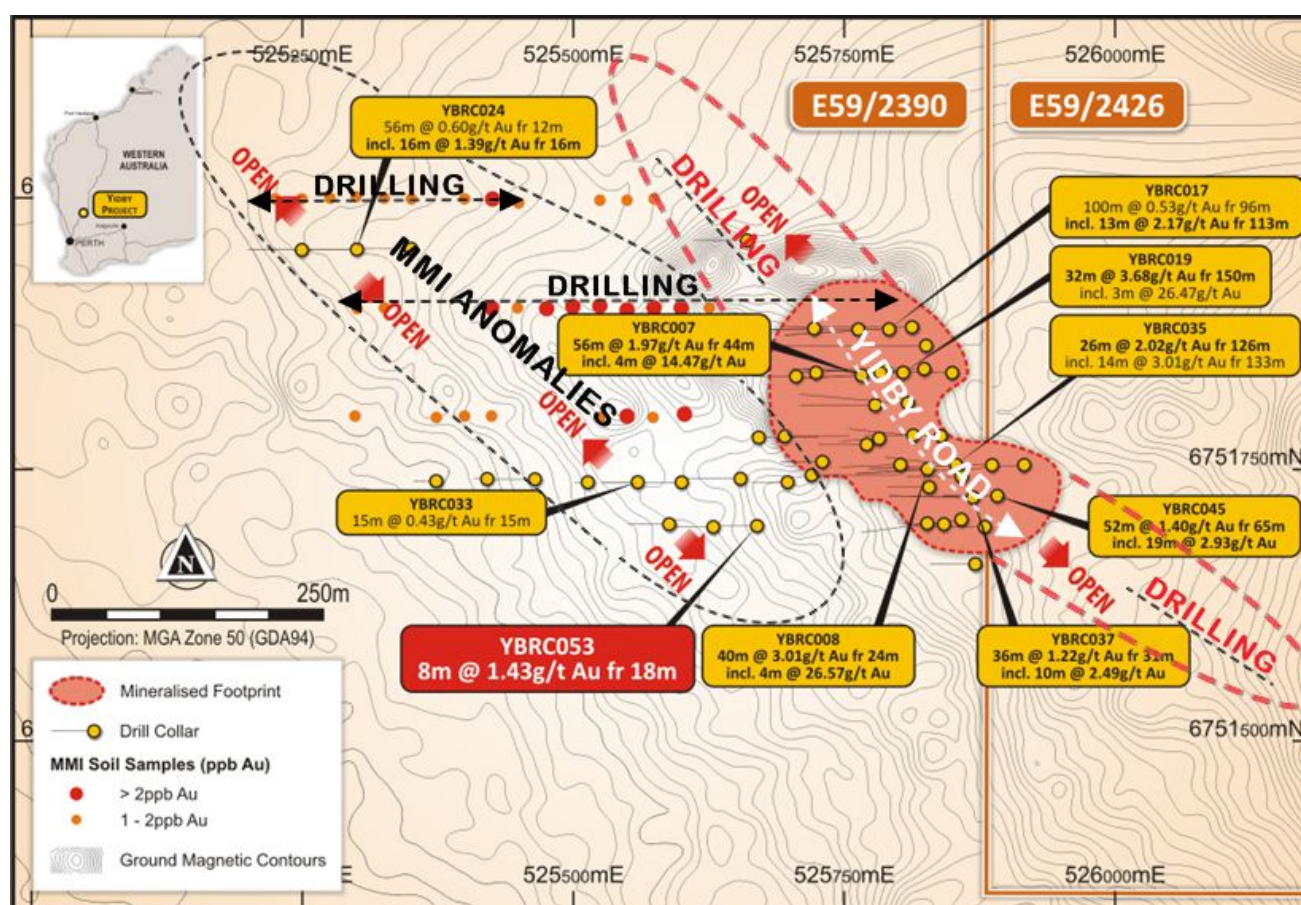 525250mE
525500mE
525750mE
526000mE
E59/2390
E59/2426
WESTERN
AUSTRALIA
YIDBY
PROJECT
PERTH
YBRC024
56m @ 0.60g/t Au fr 12m
incl. 16m @ 1.39g/t Au fr 16m
OPEN
DRILLING
DRILLING
OPEN
YBRC017
100m @ 0.53g/t Au fr 96m
incl. 13m @ 2.17g/t Au fr 113m
YBRC019
32m @ 3.68g/t Au fr 150m
incl. 3m @ 26.47g/t Au
MMI ANOMALIES
DRILLING
OPEN
YBRC007
56m @ 1.97g/t Au fr 44m
incl. 4m @ 14.47g/t Au
YBRC035
26m @ 2.02g/t Au fr 126m
incl. 14m @ 3.01g/t Au fr 133m
YIDBY ROAD
OPEN
6751750mN
YBRC033
15m @ 0.43g/t Au fr 15m
YBRC045
52m @ 1.40g/t Au fr 65m
incl. 19m @ 2.93g/t Au
OPEN
OPEN
DRILLING
N
0
250m
Projection: MGA Zone 50 (GDA94)
YBRC053
8m @ 1.43g/t Au fr 18m
YBRC008
40m @ 3.01g/t Au fr 24m
incl. 4m @ 26.57g/t Au
YBRC037
36m @ 1.22g/t Au fr 31m
incl. 10m @ 2.49g/t Au
6751500mN
Mineralised Footprint
Drill Collar
MMI Soil Samples (ppb Au)
> 2ppb Au
1 - 2ppb Au
Ground Magnetic Contours
525250mE
525500mE
525750mE
526000mE